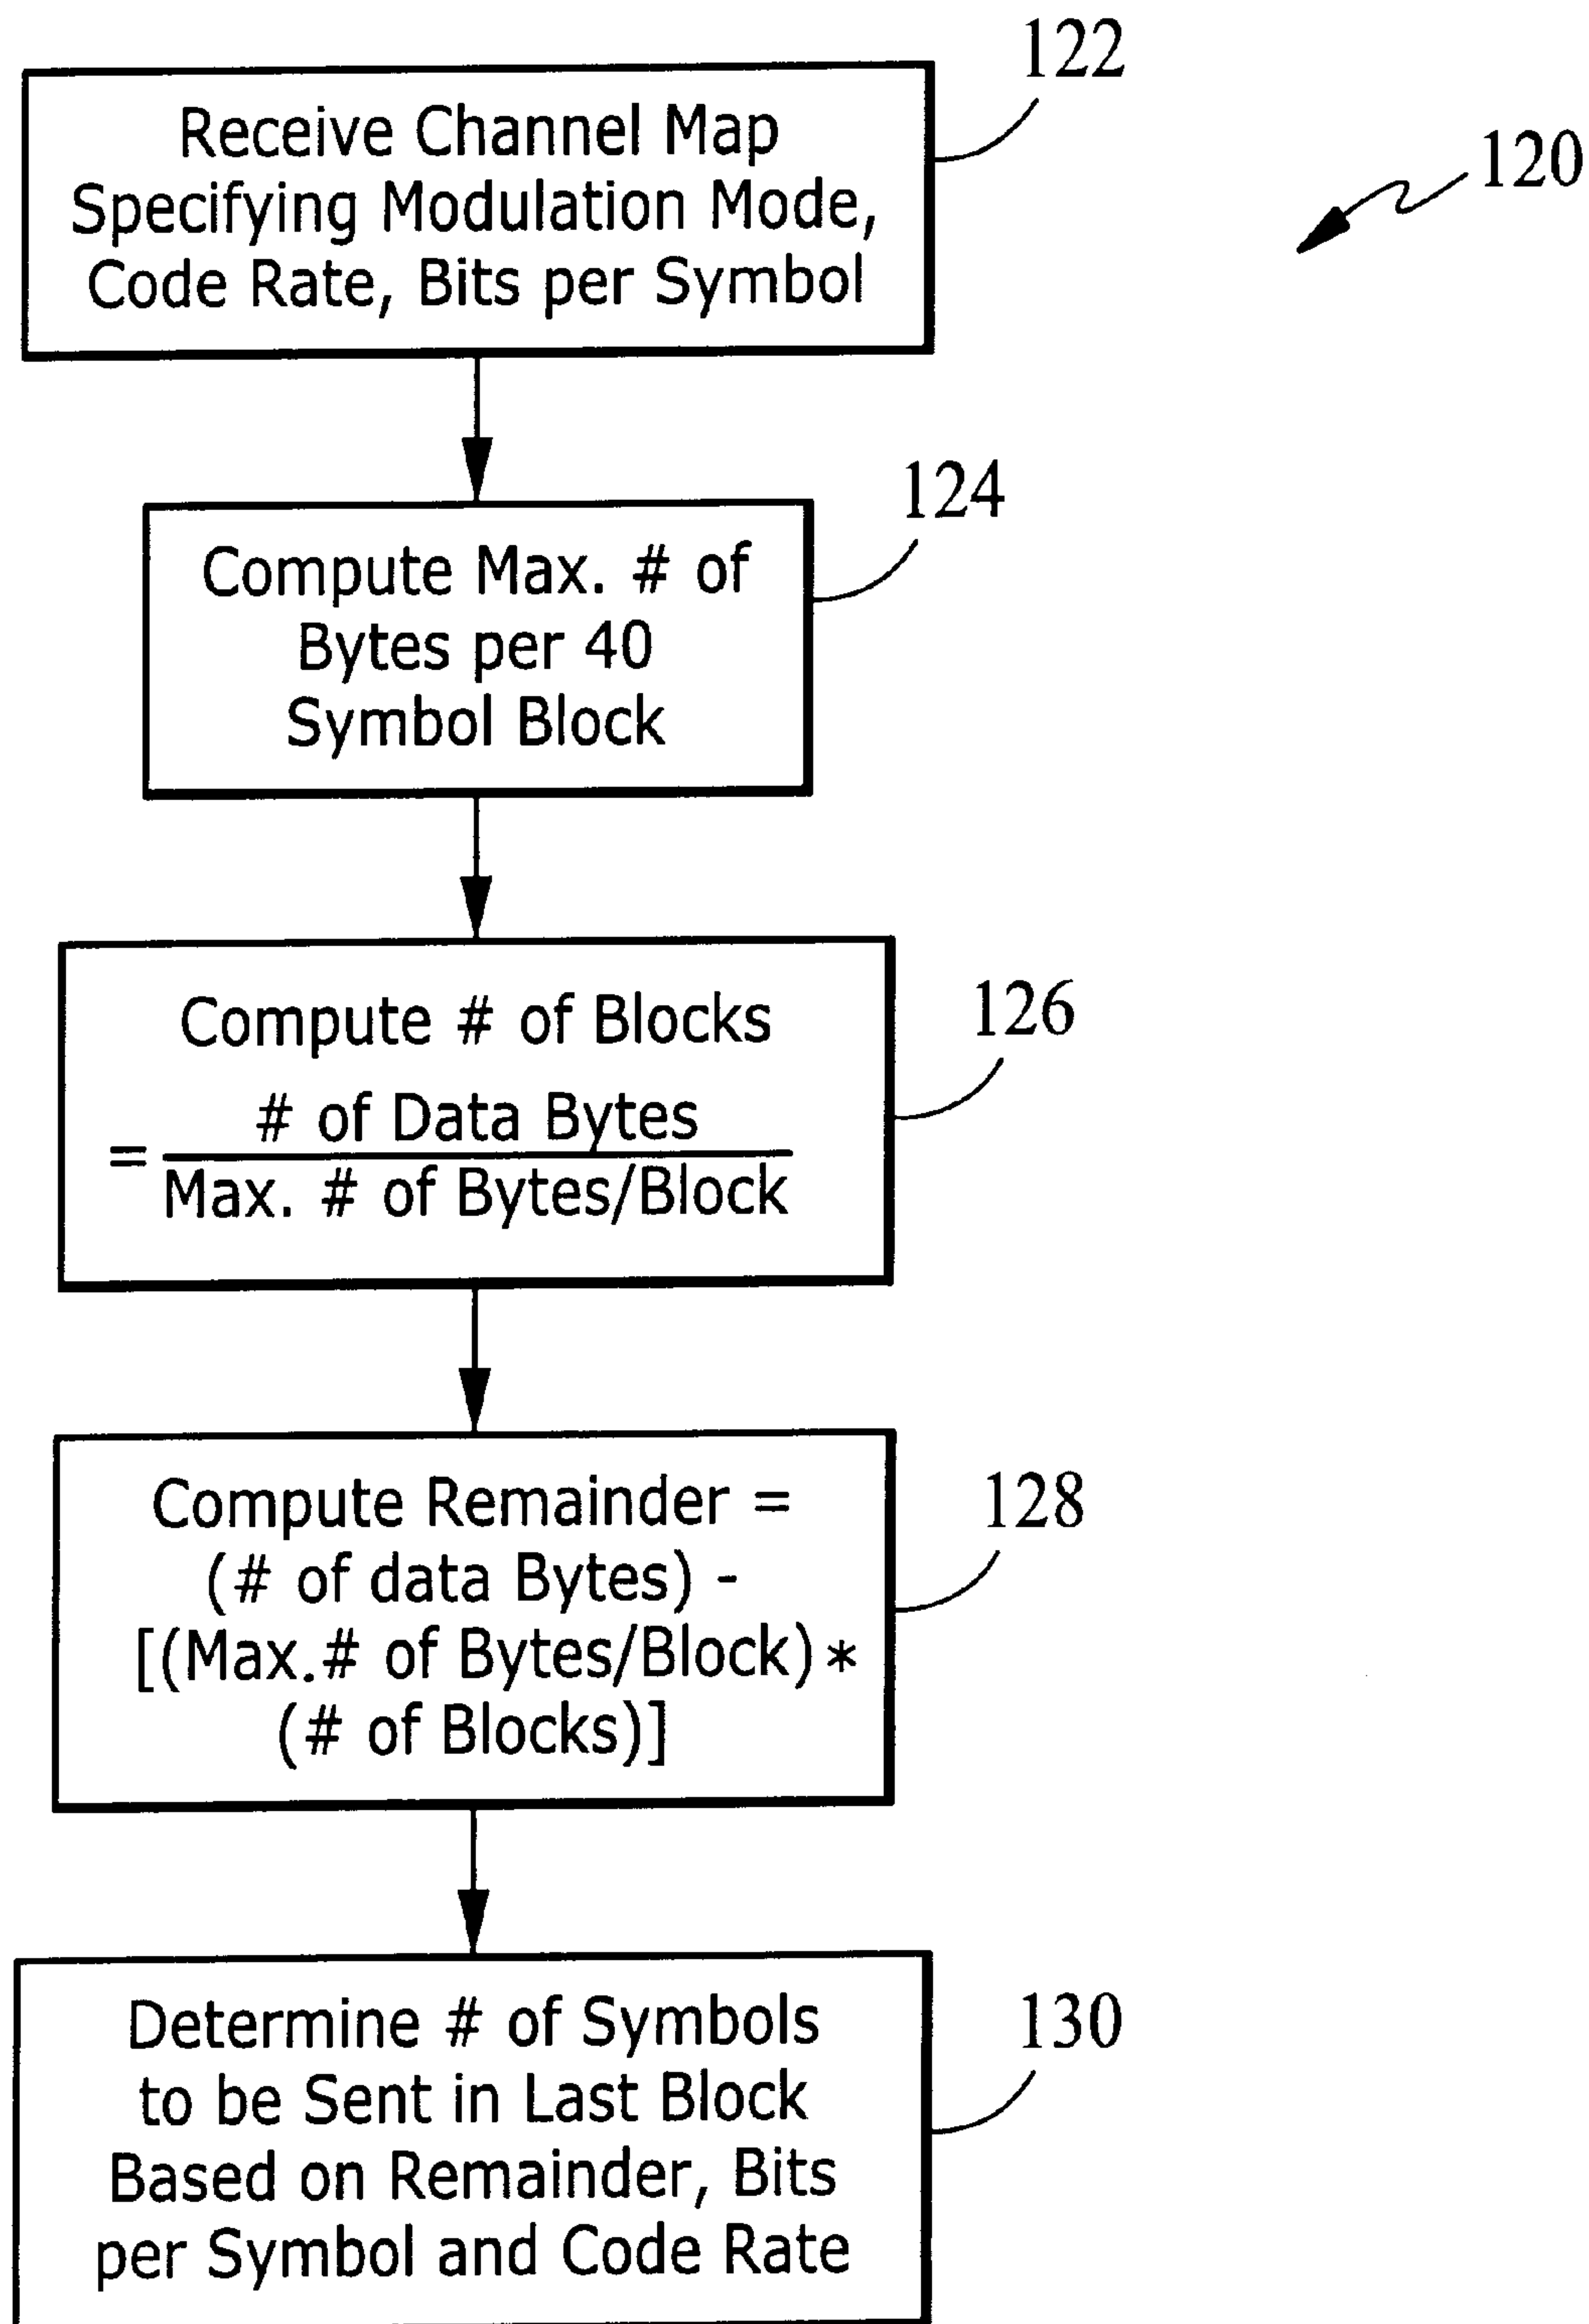 122
120
Receive Channel Map
Specifying Modulation Mode,
Code Rate, Bits per Symbol
124
Compute Max. # of
Bytes per 40
Symbol Block
126
Compute # of Blocks
# of Data Bytes
=
Max. # of Bytes/Block
128
Compute Remainder =
(# of data Bytes) -
[(Max.# of Bytes/Block) *
(# of Blocks)]
130
Determine # of Symbols
to be Sent in Last Block
Based on Remainder, Bits
per Symbol and Code Rate